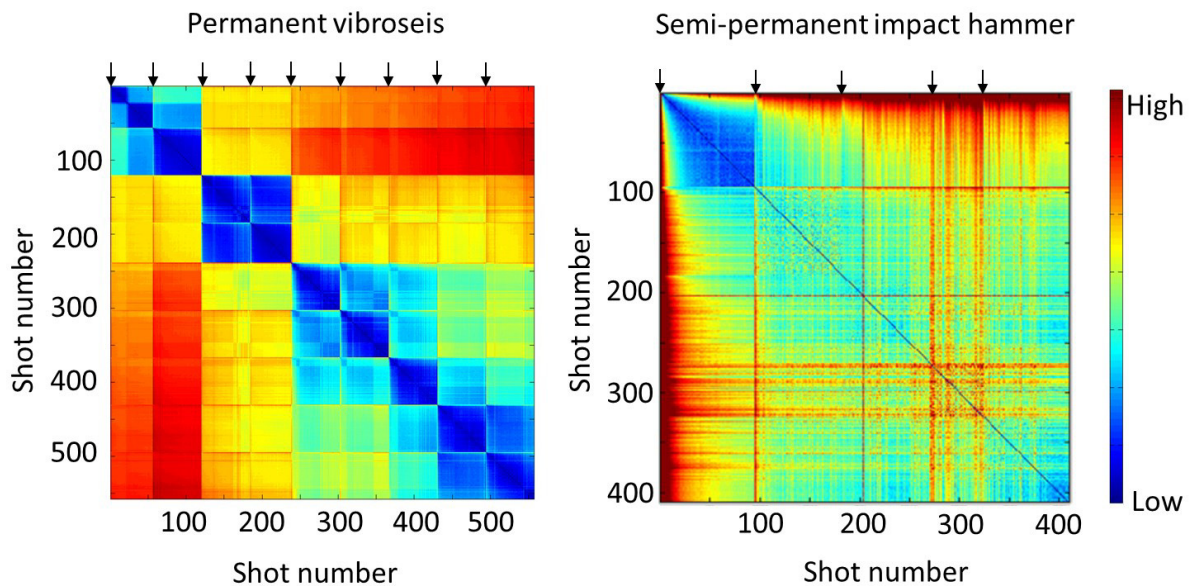 Permanent vibroseis
Semi-permanent impact hammer
100
200
300
400
500
Shot number
100 200 300 400 500
Shot number
100
200
300
400
Shot number
100 200 300 400
Shot number
High
Low